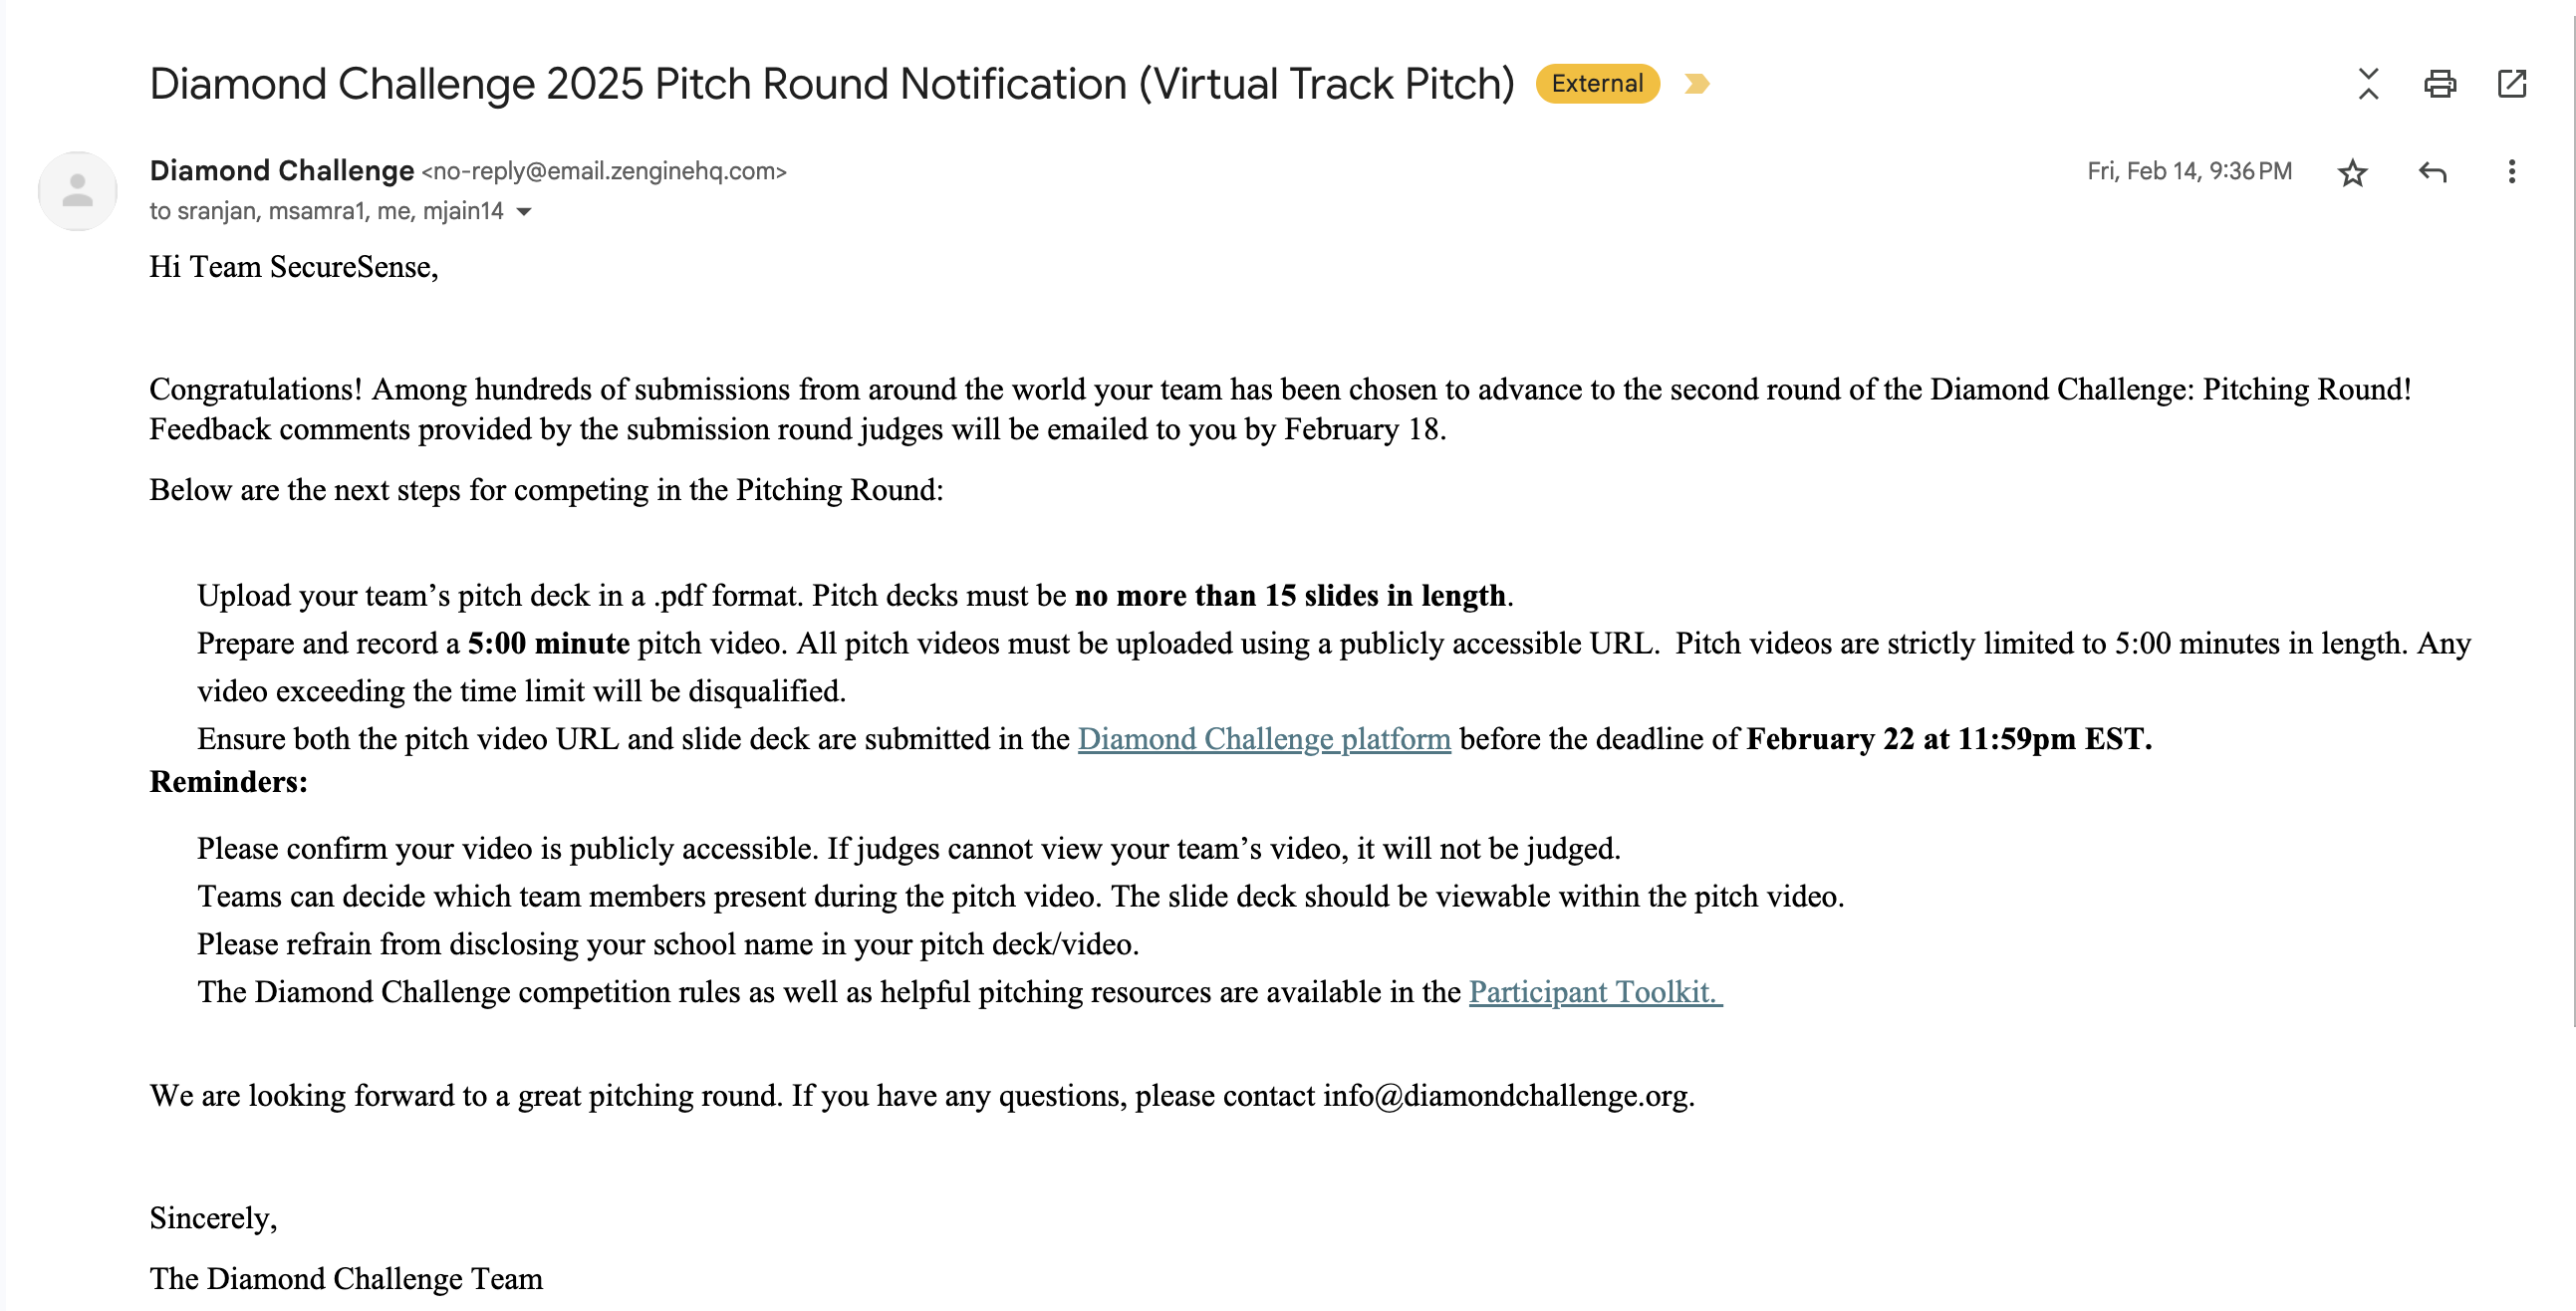 Diamond Challenge 2025 Pitch Round Notification (Virtual Track Pitch) External
Diamond Challenge <no-reply@email.zenginehq.com> Fri, Feb 14, 9:36 PM
to sranjan, msamra1, me, mjain14
Hi Team SecureSense,
Congratulations! Among hundreds of submissions from around the world your team has been chosen to advance to the second round of the Diamond Challenge: Pitching Round!
Feedback comments provided by the submission round judges will be emailed to you by February 18.
Below are the next steps for competing in the Pitching Round:
Upload your team’s pitch deck in a .pdf format. Pitch decks must be no more than 15 slides in length.
Prepare and record a 5:00 minute pitch video. All pitch videos must be uploaded using a publicly accessible URL.  Pitch videos are strictly limited to 5:00 minutes in length. Any
video exceeding the time limit will be disqualified.
Ensure both the pitch video URL and slide deck are submitted in the Diamond Challenge platform before the deadline of February 22 at 11:59pm EST.
Reminders:
Please confirm your video is publicly accessible. If judges cannot view your team’s video, it will not be judged.
Teams can decide which team members present during the pitch video. The slide deck should be viewable within the pitch video.
Please refrain from disclosing your school name in your pitch deck/video.
The Diamond Challenge competition rules as well as helpful pitching resources are available in the Participant Toolkit.
We are looking forward to a great pitching round. If you have any questions, please contact info@diamondchallenge.org.
Sincerely,
The Diamond Challenge Team